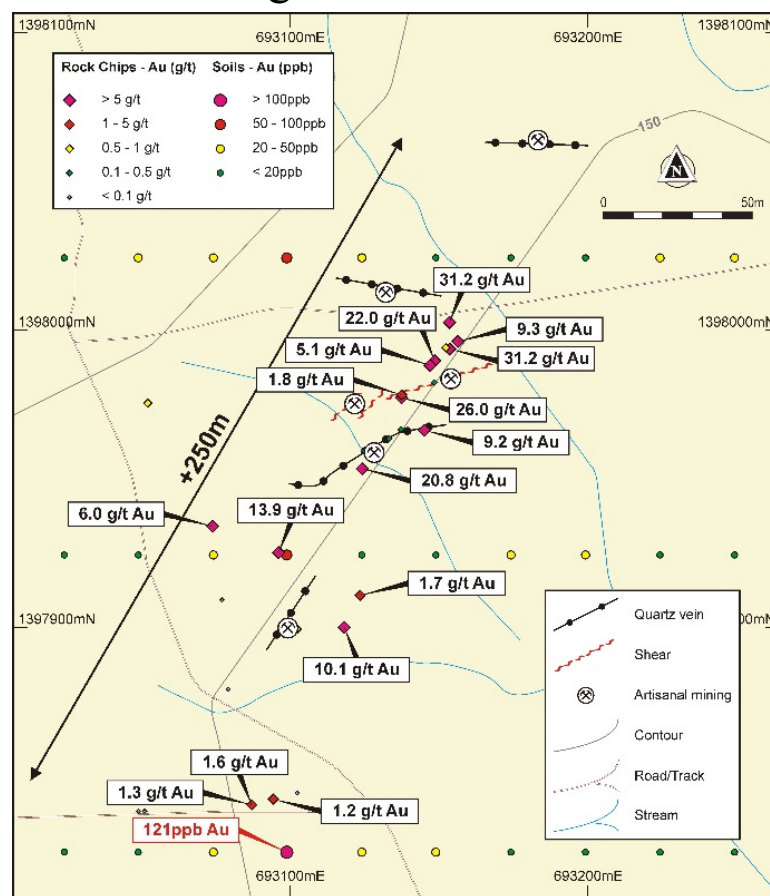 1398100mN
693100mE
693200mE
1398100mN
Rock Chips - Au (g/t) Soils - Au (ppb)
> 5 g/t > 100ppb
1 - 5 g/t 50 - 100ppb
0.5 - 1 g/t 20 - 50ppb
0.1 - 0.5 g/t < 20ppb
< 0.1 g/t
150
N
0 50m
31.2 g/t Au
22.0 g/t Au
9.3 g/t Au
1398000mN
1398000mN
5.1 g/t Au
31.2 g/t Au
1.8 g/t Au
26.0 g/t Au
9.2 g/t Au
+250m
20.8 g/t Au
6.0 g/t Au
13.9 g/t Au
1.7 g/t Au
1397900mN
10.1 g/t Au
Quartz vein
Shear
Artisanal mining
Contour
Road/Track
Stream
1.6 g/t Au
1.3 g/t Au
1.2 g/t Au
121ppb Au
693100mE
693200mE